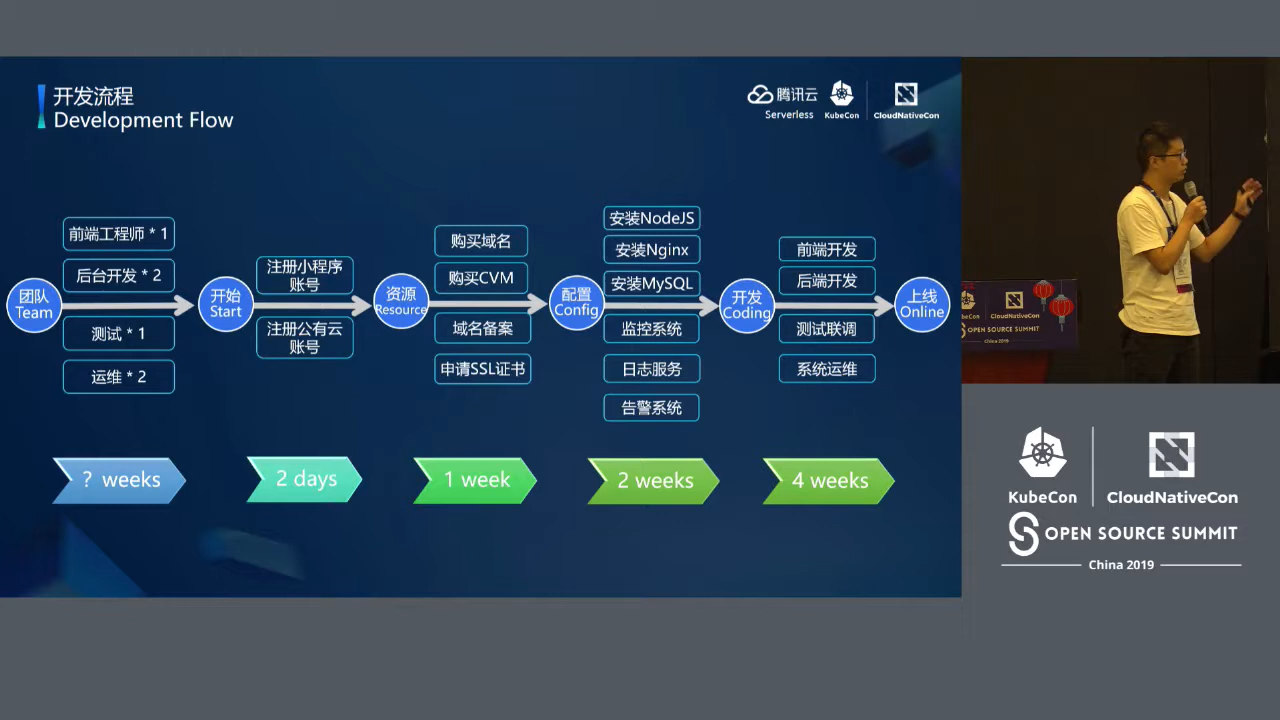 开发流程
Development Flow
腾讯云
Serverless
KubeCon
CloudNativeCon
团队
Team
前端工程师 * 1
后台开发 * 2
测试 * 1
运维 * 2
开始
Start
注册小程序
账号
注册公有云
账号
资源
Resource
购买域名
购买CVM
域名备案
申请SSL证书
配置
Config
安装NodeJS
安装Nginx
安装MySQL
监控系统
日志服务
告警系统
开发
Coding
前端开发
后端开发
测试联调
系统运维
上线
Online
? weeks
2 days
1 week
2 weeks
4 weeks
CloudNativeCon
OPEN SOURCE SUMMIT
China 2019
KubeCon
CloudNativeCon
OPEN SOURCE SUMMIT
China 2019